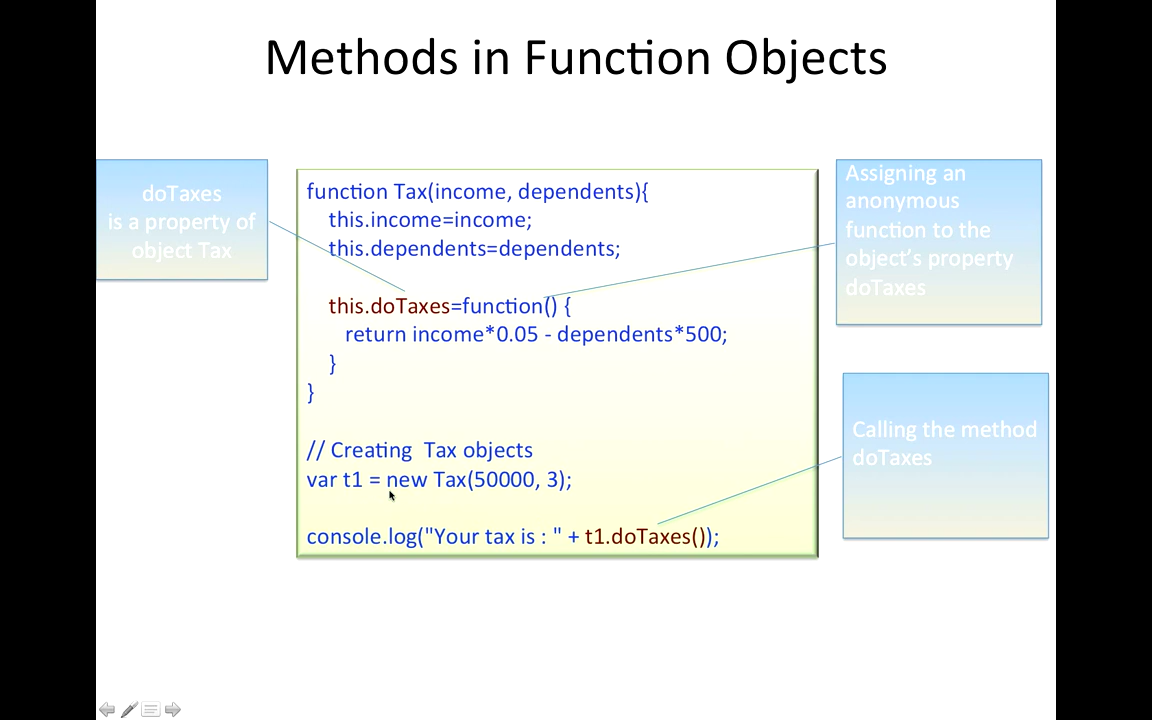 Methods in Function Objects
doTaxes
is a property of
object Tax
function Tax(income, dependents){
this.income=income;
this.dependents=dependents;
this.doTaxes=function() {
return income*0.05 - dependents*500;
}
}
// Creating  Tax objects
var t1 = new Tax(50000, 3);
console.log("Your tax is : " + t1.doTaxes());
Assigning an
anonymous
function to the
object’s property
doTaxes
Calling the method
doTaxes